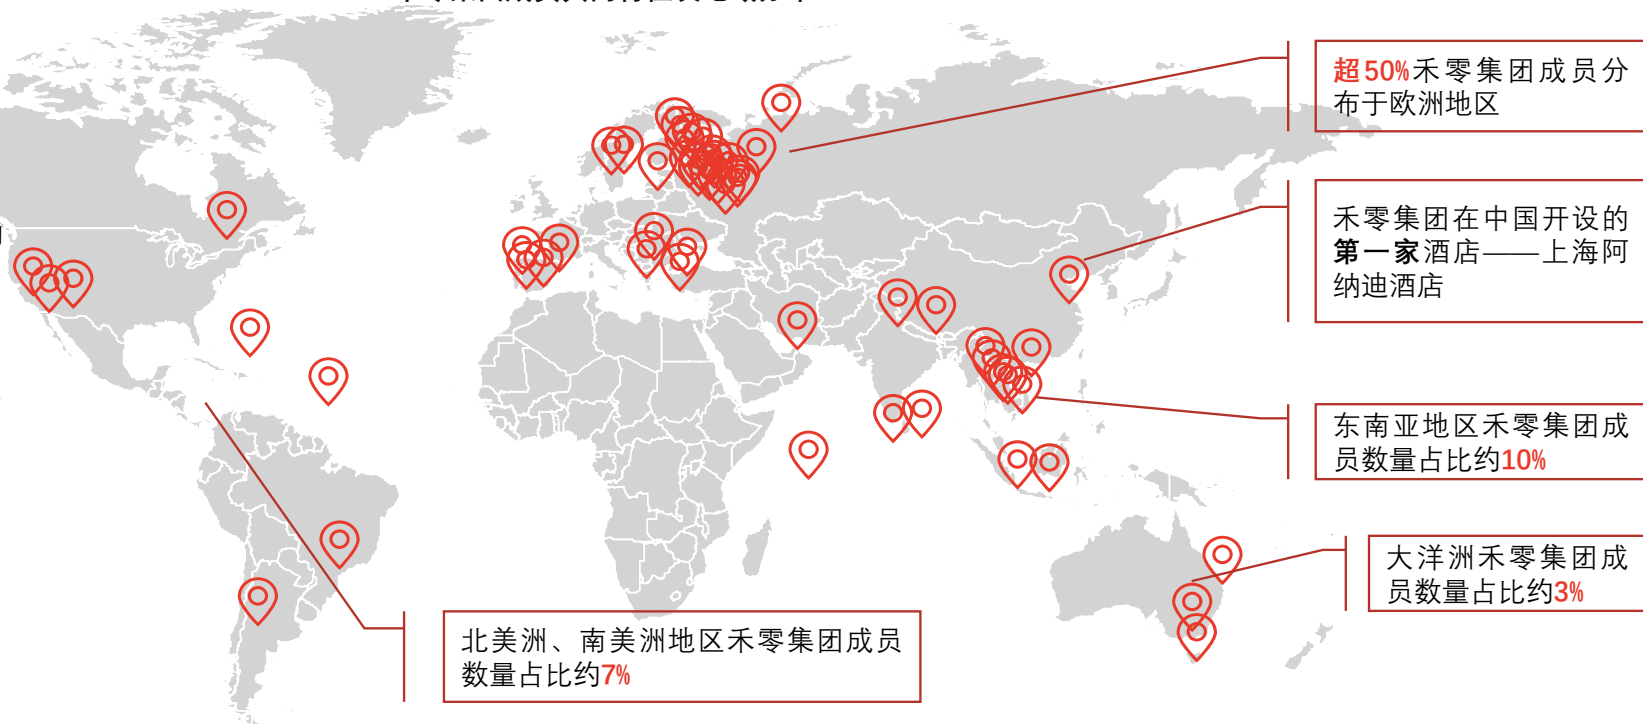 超50%禾零集团成员分
布于欧洲地区
禾零集团在中国开设的
第一家酒店——上海阿
纳迪酒店
东南亚地区禾零集团成
员数量占比约10%
大洋洲禾零集团成
员数量占比约3%
北美洲、南美洲地区禾零集团成员
数量占比约7%